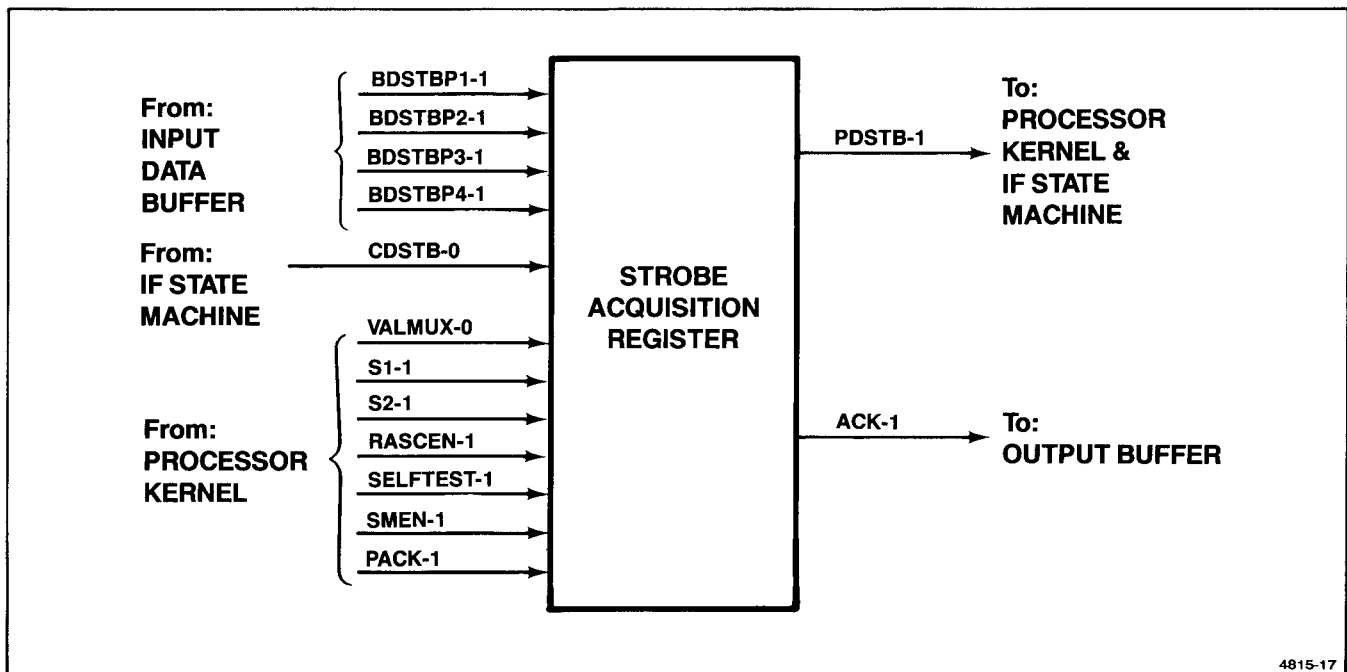 From:
INPUT
DATA
BUFFER
BDSTBP1-1
BDSTBP2-1
BDSTBP3-1
BDSTBP4-1
From:
IF STATE
MACHINE
CDSTB-0
From:
PROCESSOR
KERNEL
VALMUX-0
S1-1
S2-1
RASCEN-1
SELFTEST-1
SMEN-1
PACK-1
STROBE
ACQUISITION
REGISTER
PDSTB-1
To:
PROCESSOR
KERNEL &
IF STATE
MACHINE
ACK-1
To:
OUTPUT BUFFER
4815-17